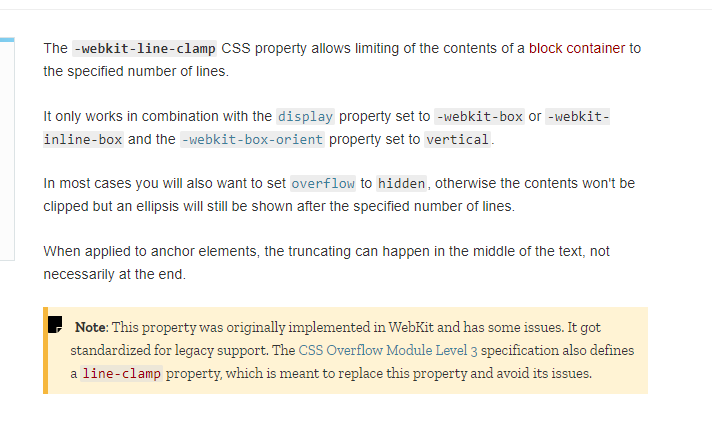 The -webkit-line-clamp CSS property allows limiting of the contents of a block container to
the specified number of lines.
It only works in combination with the display property set to -webkit-box or -webkit-
inline-box and the -webkit-box-orient property set to vertical.
In most cases you will also want to set overflow to hidden, otherwise the contents won't be
clipped but an ellipsis will still be shown after the specified number of lines.
When applied to anchor elements, the truncating can happen in the middle of the text, not
necessarily at the end.
Note: This property was originally implemented in WebKit and has some issues. It got
standardized for legacy support. The CSS Overflow Module Level 3 specification also defines
a line-clamp property, which is meant to replace this property and avoid its issues.